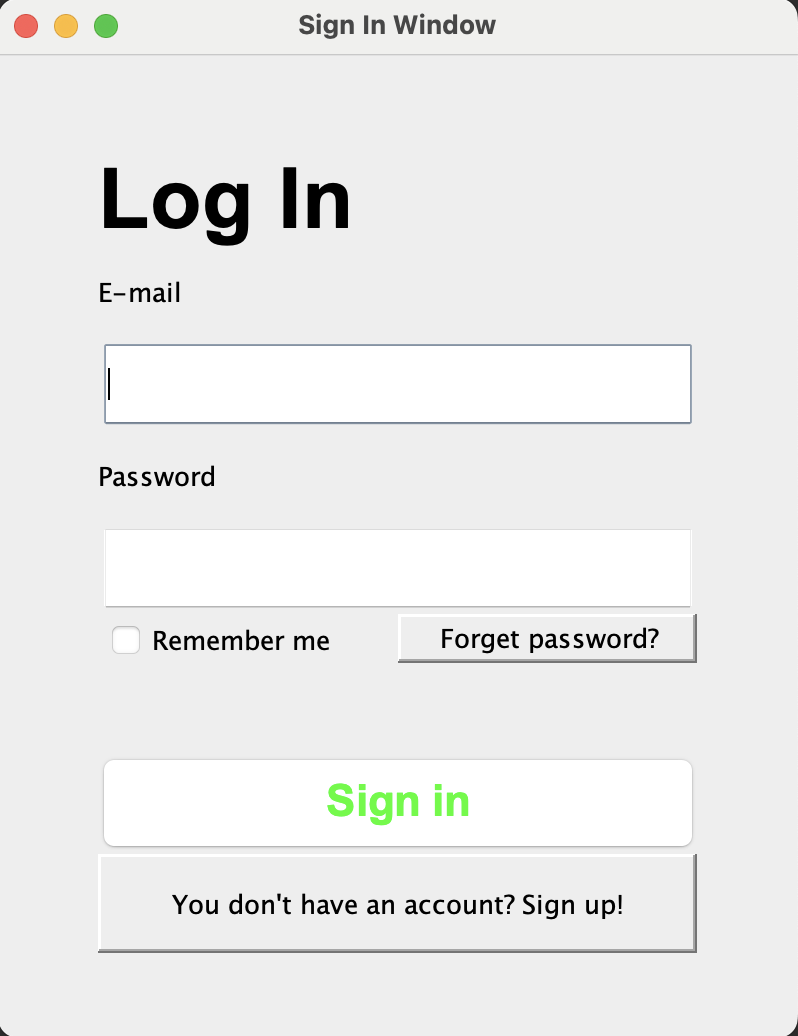 Sign In Window
Log In
E-mail
Password
Remember me
Forget password?
Sign in
You don't have an account? Sign up!